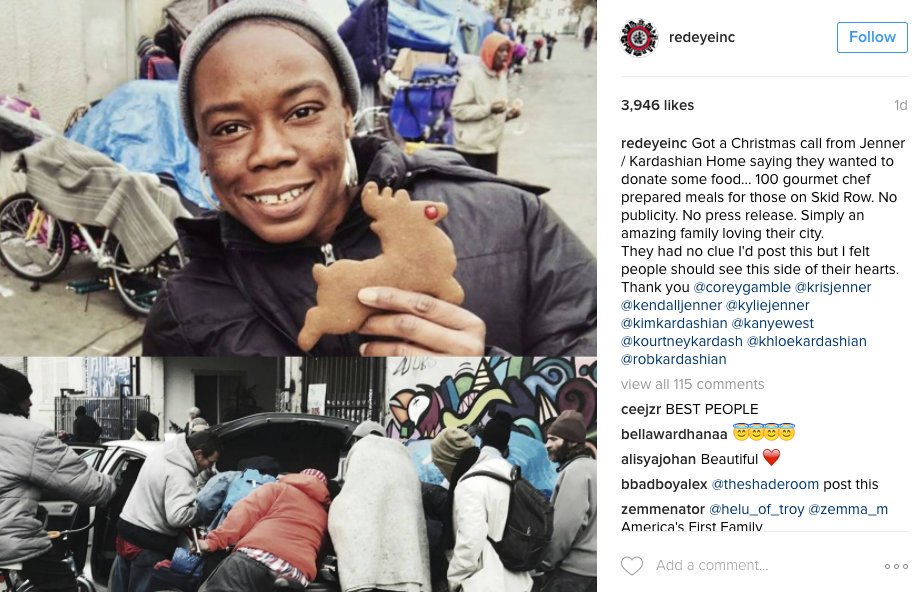 redeyeinc
Follow
3,946 likes
1d
redeyeinc Got a Christmas call from Jenner
/ Kardashian Home saying they wanted to
donate some food... 100 gourmet chef
prepared meals for those on Skid Row. No
publicity. No press release. Simply an
amazing family loving their city.
They had no clue I'd post this but I felt
people should see this side of their hearts.
Thank you @coreygamble @krisjenner
@kendalljenner @kyliejenner
@kimkardashian @kanyewest
@kourtneykardash @khloekardashian
@robkardashian
view all 115 comments
ceejzr BEST PEOPLE
bellawardhanaa 😇😇😇😇
alisyajohan Beautiful ❤️
bbadboyalex @theshaderoom post this
zemmenator @helu_of_troy @zemma_m
America's First Family
Add a comment...